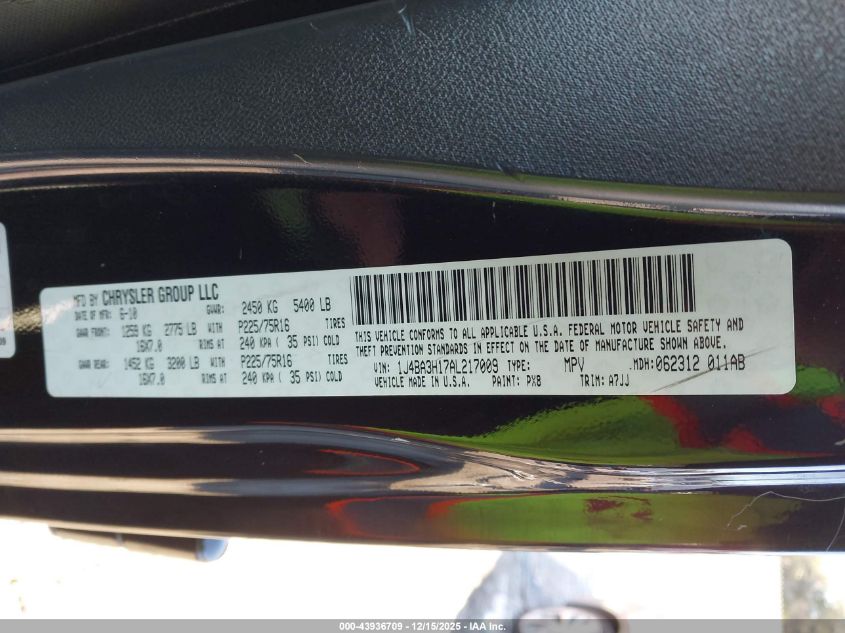 MFD BY CHRYSLER GROUP LLC
DATE OF MFR: 6-10 GVWR: 2450 KG 5400 LB
GAWR FRONT: 1259 KG 2775 LB WITH P225/75R16 TIRES
16X7.0 RIMS AT 240 KPA ( 35 PSI) COLD
GAWR REAR: 1452 KG 3200 LB WITH P225/75R16 TIRES
16X7.0 RIMS AT 240 KPA ( 35 PSI) COLD
THIS VEHICLE CONFORMS TO ALL APPLICABLE U.S.A. FEDERAL MOTOR VEHICLE SAFETY AND
THEFT PREVENTION STANDARDS IN EFFECT ON THE DATE OF MANUFACTURE SHOWN ABOVE.
VIN: 1J4BA3H17AL217009 TYPE: MPV MDH: 062312 011AB
VEHICLE MADE IN U.S.A. PAINT: PX8 TRIM: A7JJ
000-43936709 - 12/15/2025 - IAA Inc.